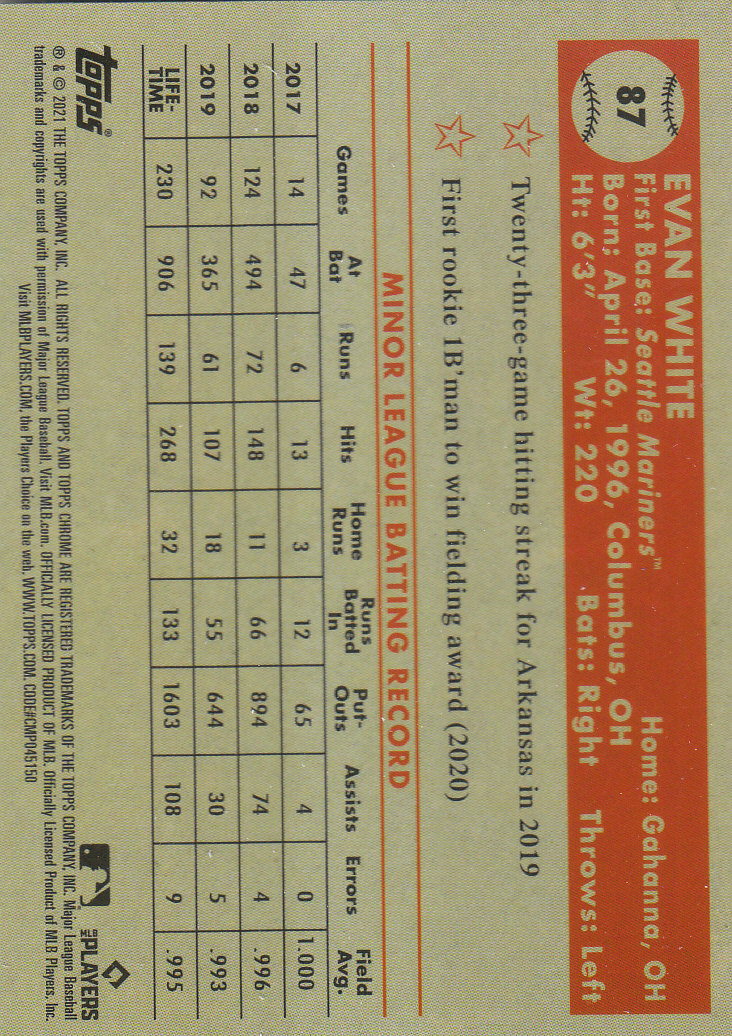 87
EVAN WHITE
First Base: Seattle Mariners™ Home: Gahanna, OH
Born: April 26, 1996, Columbus, OH
Ht: 6'3" Wt: 220 Bats: Right Throws: Left
Twenty-three-game hitting streak for Arkansas in 2019
First rookie 1B'man to win fielding award (2020)
MINOR LEAGUE BATTING RECORD
Games At Bat Runs Hits Home Runs Runs Batted In Put-Outs Assists Errors Field Avg.
2017 14 47 6 13 3 12 65 4 0 1.000
2018 124 494 72 148 11 66 894 74 4 .996
2019 92 365 61 107 18 55 644 30 5 .993
LIFE-TIME 230 906 139 268 32 133 1603 108 9 .995
topps®
MLB PLAYERS
® & © 2021 THE TOPPS COMPANY, INC. ALL RIGHTS RESERVED. TOPPS AND TOPPS CHROME ARE REGISTERED TRADEMARKS OF THE TOPPS COMPANY, INC. Major League Baseball
trademarks and copyrights are used with permission of Major League Baseball. Visit MLB.com. OFFICIALLY LICENSED PRODUCT OF MLB. Officially Licensed Product of MLB Players, Inc.
Visit MLBPLAYERS.COM, the Players Choice on the web. WWW.TOPPS.COM. CODE#CMP045150